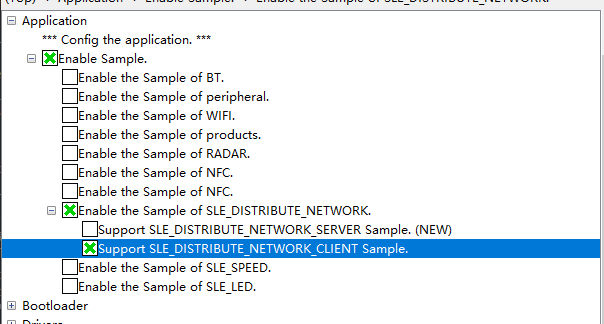 (Top) > Application > Enable Sample. > Enable the Sample of SLE_DISTRIBUTE_NETWORK.
Application
*** Config the application. ***
Enable Sample.
Enable the Sample of BT.
Enable the Sample of peripheral.
Enable the Sample of WIFI.
Enable the Sample of products.
Enable the Sample of RADAR.
Enable the Sample of NFC.
Enable the Sample of NFC.
Enable the Sample of SLE_DISTRIBUTE_NETWORK.
Support SLE_DISTRIBUTE_NETWORK_SERVER Sample. (NEW)
Support SLE_DISTRIBUTE_NETWORK_CLIENT Sample.
Enable the Sample of SLE_SPEED.
Enable the Sample of SLE_LED.
Bootloader
Drivers